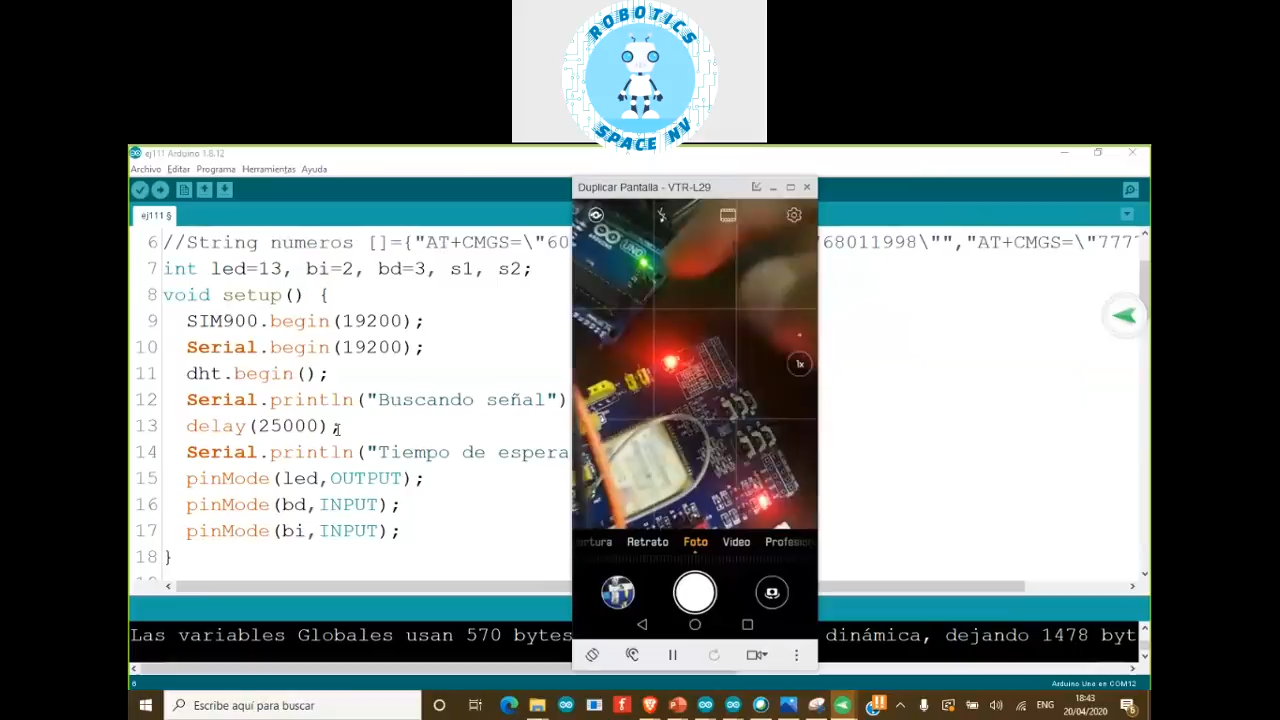 ROBOTICS
SPACE NV
ej111 Arduino 1.8.12
Archivo Editar Programa Herramientas Ayuda
ej111 §
6 //String numeros []={"AT+CMGS=\"60
68011998\"","AT+CMGS=\"777
7 int led=13, bi=2, bd=3, s1, s2;
8 void setup() {
9 SIM900.begin(19200);
10 Serial.begin(19200);
11 dht.begin();
12 Serial.println("Buscando señal")
13 delay(25000);
14 Serial.println("Tiempo de espera
15 pinMode(led,OUTPUT);
16 pinMode(bd,INPUT);
17 pinMode(bi,INPUT);
18 }
Duplicar Pantalla - VTR-L29
UNO
1x
rtura Retrato Foto Video Profesion
Las variables Globales usan 570 bytes
dinámica, dejando 1478 byt
6
Arduino Uno en COM12
Escribe aquí para buscar
ENG
18:43
20/04/2020